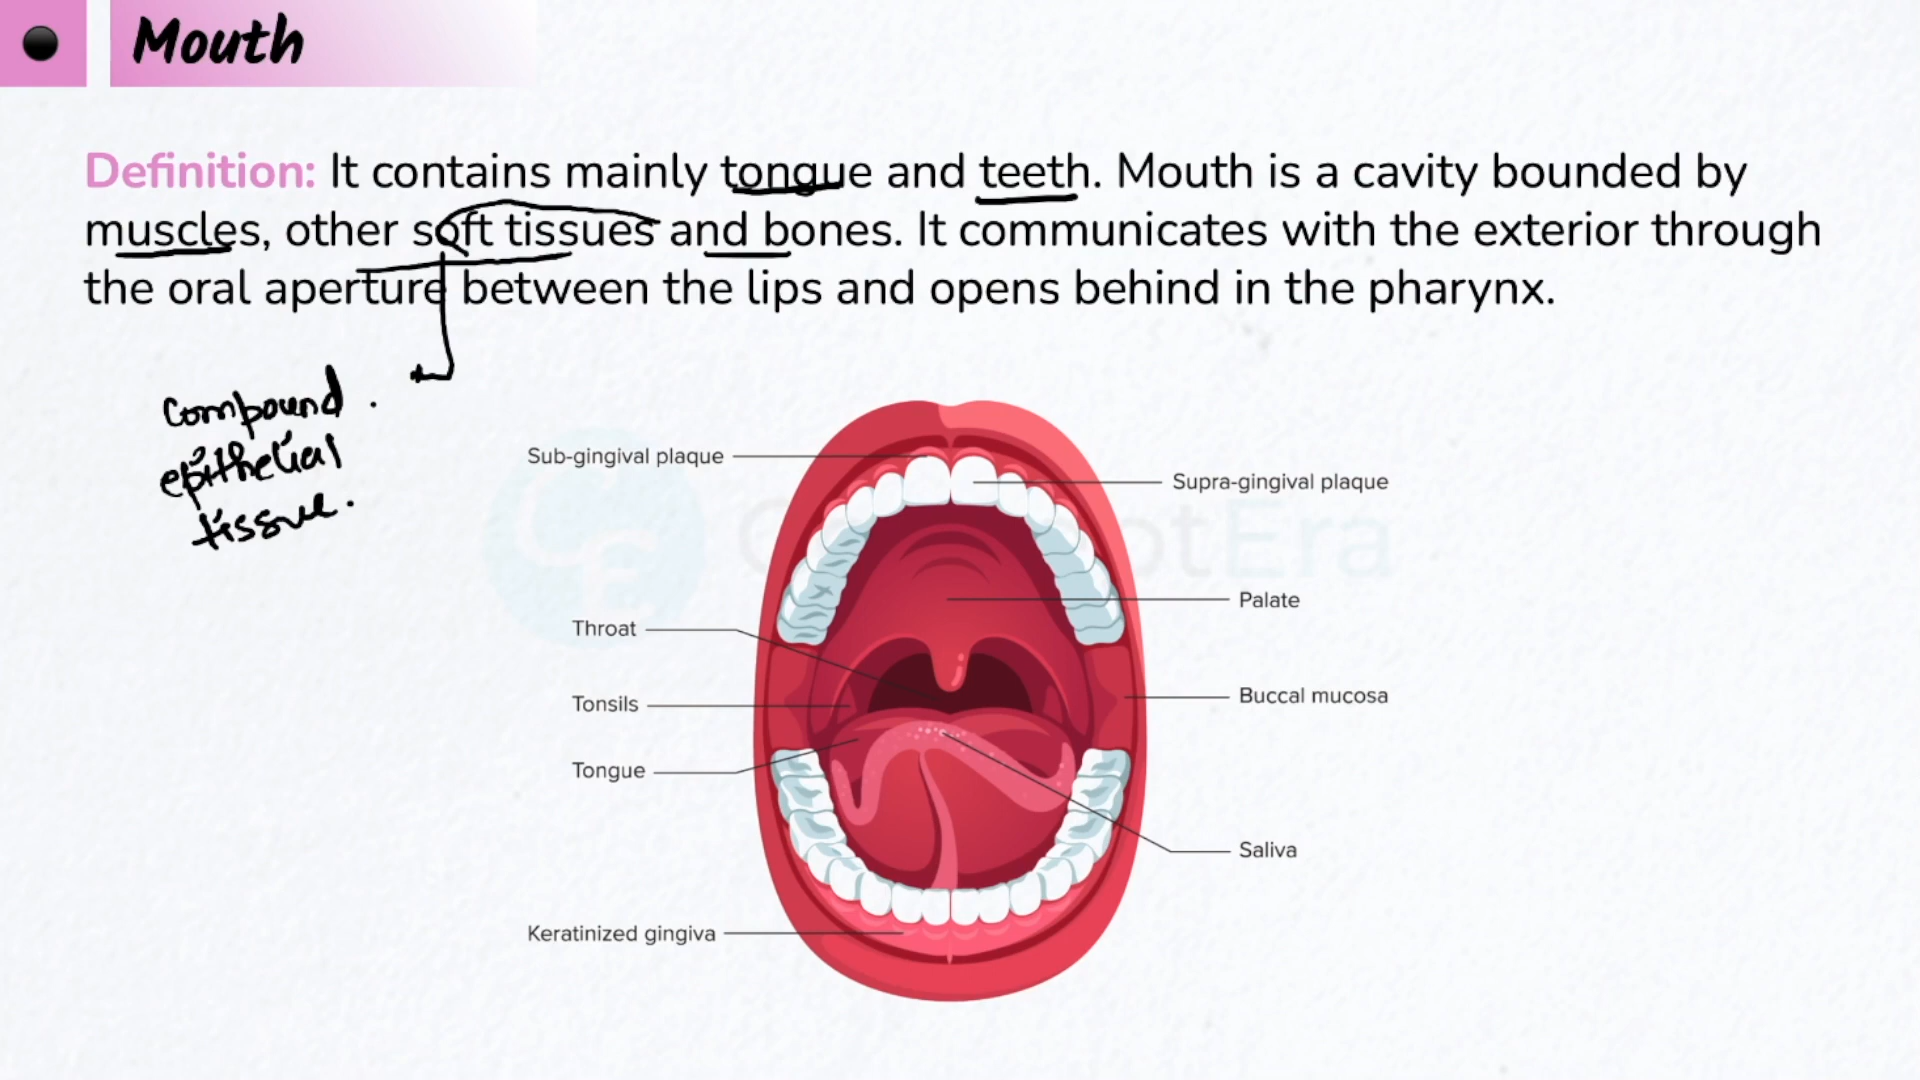 Mouth
Definition: It contains mainly tongue and teeth. Mouth is a cavity bounded by
muscles, other soft tissues and bones. It communicates with the exterior through
the oral aperture between the lips and opens behind in the pharynx.
compound.
epithelial
tissue.
Sub-gingival plaque
Supra-gingival plaque
Palate
Throat
Buccal mucosa
Tonsils
Tongue
Saliva
Keratinized gingiva